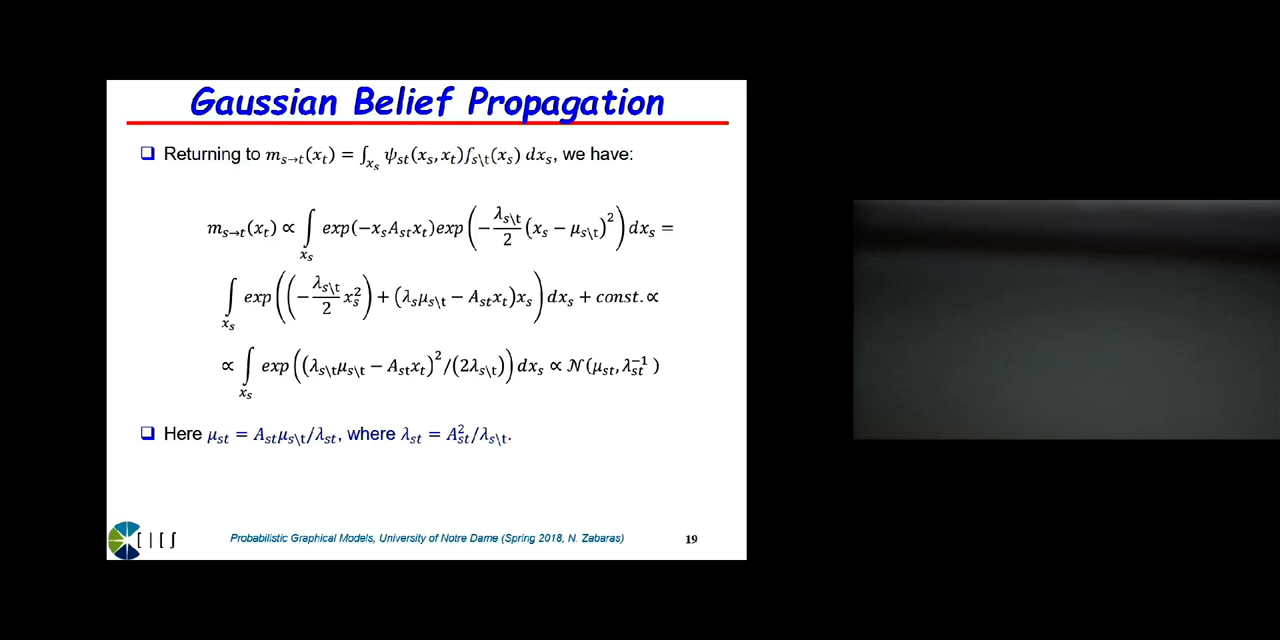 Gaussian Belief Propagation
❑ Returning to m_{s→t}(x_t) = ∫_{x_s} ψ_{st}(x_s, x_t) f_{s\t}(x_s) dx_s, we have:
m_{s→t}(x_t) ∝ ∫_{x_s} exp(−x_s A_{st} x_t) exp(−λ_{s\t}/2 (x_s − μ_{s\t})^2) dx_s =
∫_{x_s} exp((−λ_{s\t}/2 x_s^2) + (λ_s μ_{s\t} − A_{st} x_t) x_s) dx_s + const. ∝
∝ ∫_{x_s} exp((λ_{s\t} μ_{s\t} − A_{st} x_t)^2 /(2λ_{s\t})) dx_s ∝ 𝒩(μ_{st}, λ_{st}^{−1})
❑ Here μ_{st} = A_{st} μ_{s\t}/λ_{st}, where λ_{st} = A_{st}^2/λ_{s\t}.
Probabilistic Graphical Models, University of Notre Dame (Spring 2018, N. Zabaras)
19